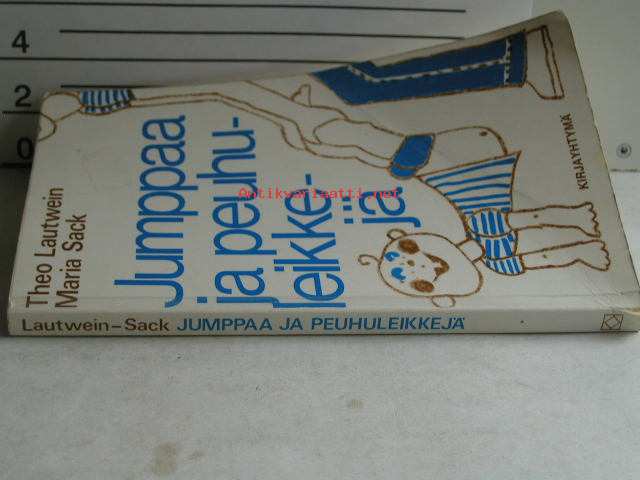 4
2
0
Theo Lautwein
Maria Sack
Jumppaa
ja peuhu-
leikke-
jä
KIRJAYHTYMÄ
Antikvariaatti.net
Lautwein-Sack JUMPPAA JA PEUHULEIKKEJÄ